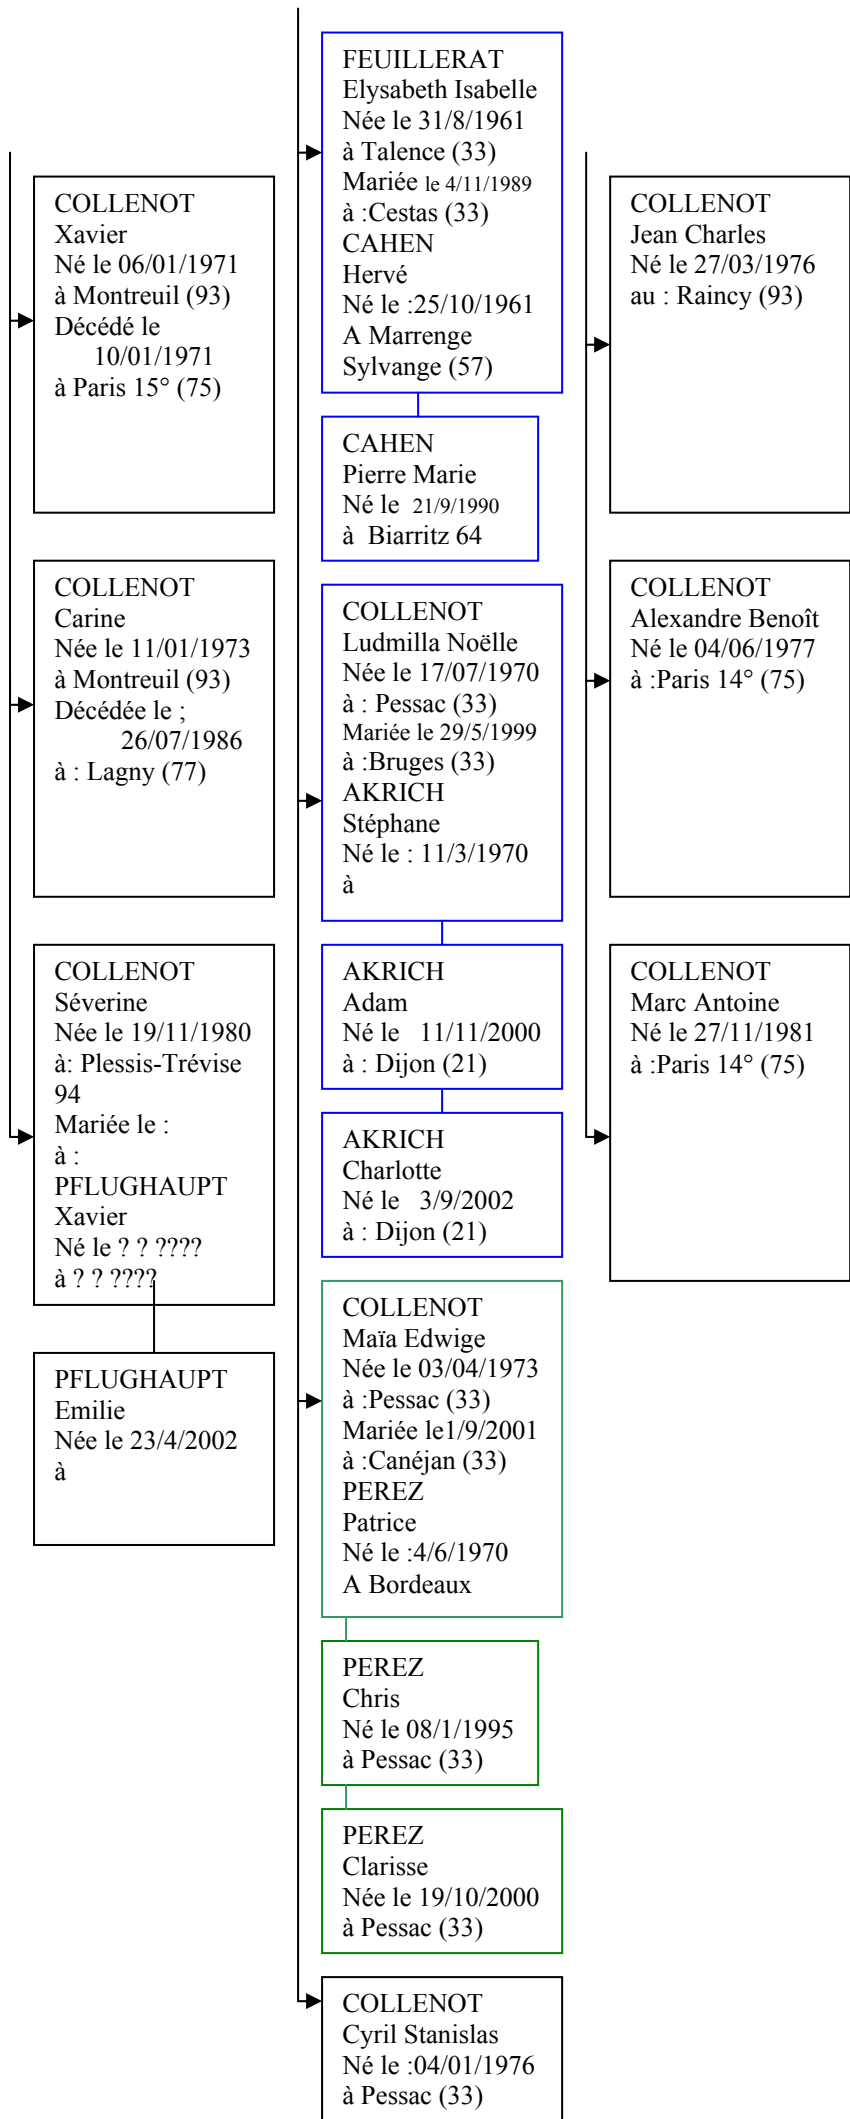 COLLENOT
Xavier
Né le 06/01/1971
à Montreuil (93)
Décédé le
10/01/1971
à Paris 15° (75)
COLLENOT
Carine
Née le 11/01/1973
à Montreuil (93)
Décédée le ;
26/07/1986
à : Lagny (77)
COLLENOT
Séverine
Née le 19/11/1980
à: Plessis-Trévise
94
Mariée le :
à :
PFLUGHAUPT
Xavier
Né le ? ? ????
à ? ? ????
PFLUGHAUPT
Emilie
Née le 23/4/2002
à
FEUILLERAT
Elysabeth Isabelle
Née le 31/8/1961
à Talence (33)
Mariée le 4/11/1989
à :Cestas (33)
CAHEN
Hervé
Né le :25/10/1961
A Marrenge
Sylvange (57)
CAHEN
Pierre Marie
Né le 21/9/1990
à Biarritz 64
COLLENOT
Ludmilla Noëlle
Née le 17/07/1970
à : Pessac (33)
Mariée le 29/5/1999
à :Bruges (33)
AKRICH
Stéphane
Né le : 11/3/1970
à
AKRICH
Adam
Né le 11/11/2000
à : Dijon (21)
AKRICH
Charlotte
Né le 3/9/2002
à : Dijon (21)
COLLENOT
Maïa Edwige
Née le 03/04/1973
à :Pessac (33)
Mariée le1/9/2001
à :Canéjan (33)
PEREZ
Patrice
Né le :4/6/1970
A Bordeaux
PEREZ
Chris
Né le 08/1/1995
à Pessac (33)
PEREZ
Clarisse
Née le 19/10/2000
à Pessac (33)
COLLENOT
Cyril Stanislas
Né le :04/01/1976
à Pessac (33)
COLLENOT
Jean Charles
Né le 27/03/1976
au : Raincy (93)
COLLENOT
Alexandre Benoît
Né le 04/06/1977
à :Paris 14° (75)
COLLENOT
Marc Antoine
Né le 27/11/1981
à :Paris 14° (75)